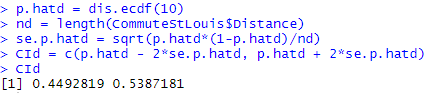 > p.hatd = dis.ecdf(10)
> nd = length(CommuteStLouis$Distance)
> se.p.hatd = sqrt(p.hatd*(1-p.hatd)/nd)
> CId = c(p.hatd - 2*se.p.hatd, p.hatd + 2*se.p.hatd)
> CId
[1] 0.4492819 0.5387181